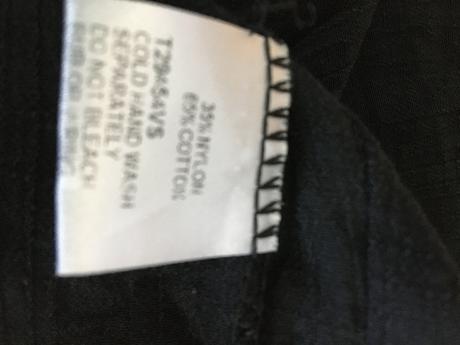 35% NYLON
65% COTTON
COLD HAND WASH
SEPARATELY
DO NOT BLEACH